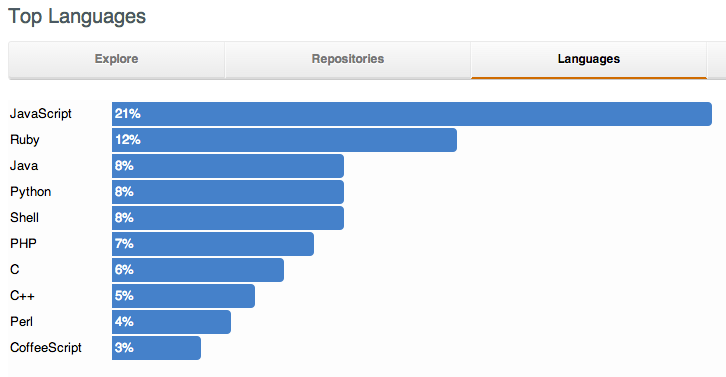 Top Languages
Explore Repositories Languages
JavaScript 21%
Ruby 12%
Java 8%
Python 8%
Shell 8%
PHP 7%
C 6%
C++ 5%
Perl 4%
CoffeeScript 3%